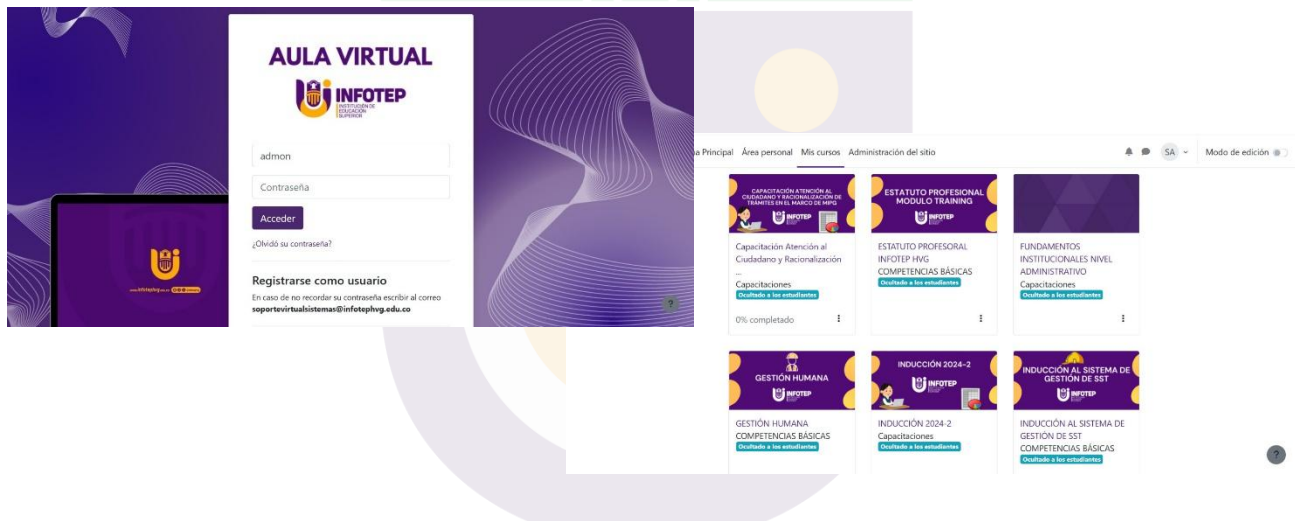 AULA VIRTUAL
INFOTEP
INSTITUCIÓN DE
EDUCACIÓN
SUPERIOR
admon
Contraseña
Acceder
¿Olvidó su contraseña?
Registrarse como usuario
En caso de no recordar su contraseña escribir al correo
soportevirtualsistemas@infotephvg.edu.co
?
a Principal Área personal Mis cursos Administración del sitio
SA
Modo de edición
CAPACITACIÓN ATENCIÓN AL
CIUDADANO Y RACIONALIZACIÓN DE
TRÁMITES EN EL MARCO DE MIPG
INFOTEP
Capacitación Atención al
Ciudadano y Racionalización
...
Capacitaciones
Ocultado a los estudiantes
0% completado
ESTATUTO PROFESIONAL
MODULO TRAINING
INFOTEP
ESTATUTO PROFESORAL
INFOTEP HVG
COMPETENCIAS BÁSICAS
Ocultado a los estudiantes
FUNDAMENTOS
INSTITUCIONALES NIVEL
ADMINISTRATIVO
Capacitaciones
Ocultado a los estudiantes
GESTIÓN HUMANA
INFOTEP
GESTIÓN HUMANA
COMPETENCIAS BÁSICAS
Ocultado a los estudiantes
INDUCCIÓN 2024-2
INFOTEP
INDUCCIÓN 2024-2
Capacitaciones
Ocultado a los estudiantes
INDUCCIÓN AL SISTEMA DE
GESTIÓN DE SST
INFOTEP
INDUCCIÓN AL SISTEMA DE
GESTIÓN DE SST
COMPETENCIAS BÁSICAS
Ocultado a los estudiantes
?